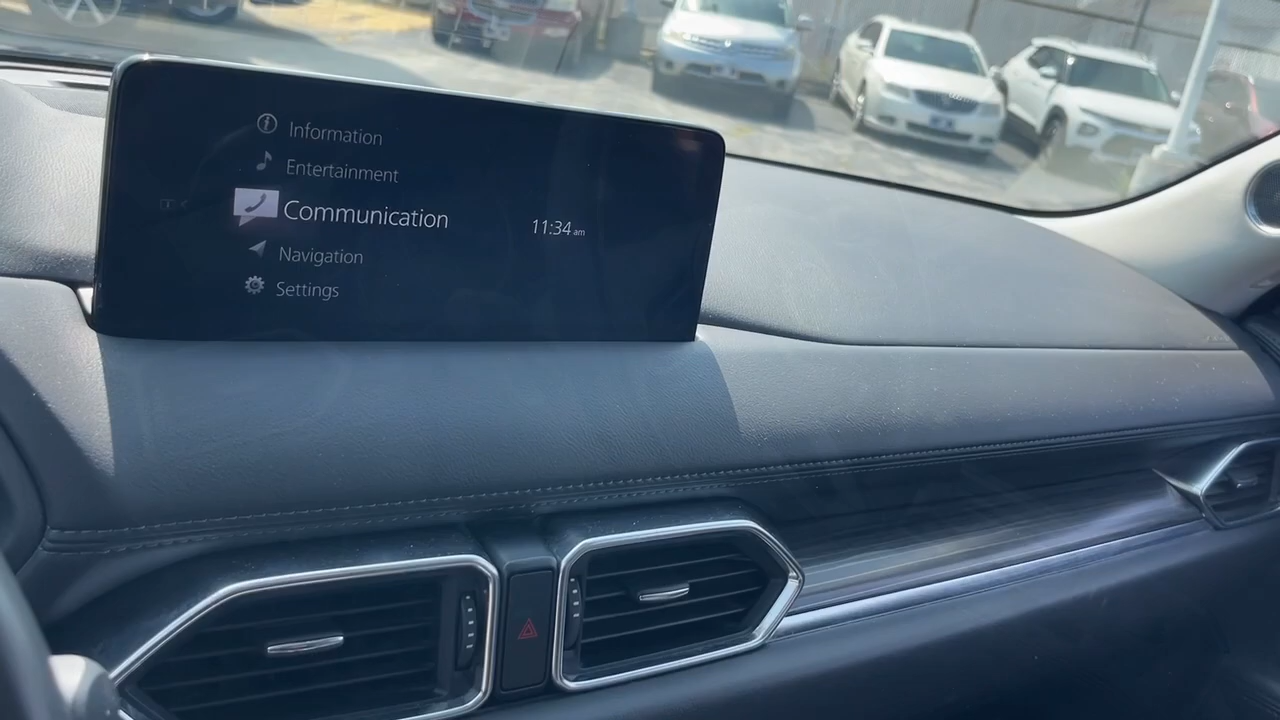 Information
Entertainment
Communication
11:34 am
Navigation
Settings